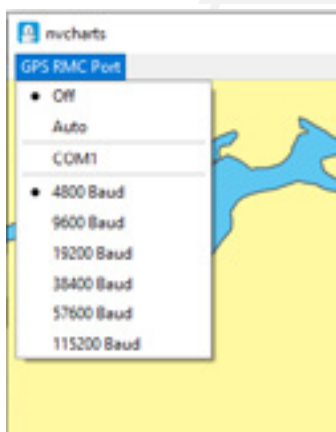 nvcharts
GPS RMC Port
Off
Auto
COM1
4800 Baud
9600 Baud
19200 Baud
38400 Baud
57600 Baud
115200 Baud